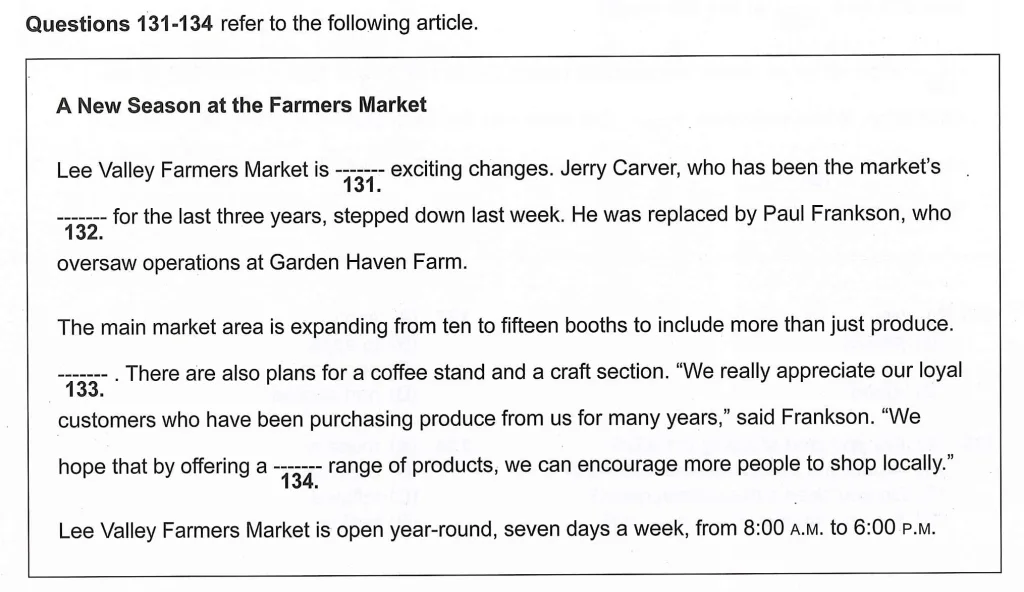 Questions 131-134 refer to the following article.
A New Season at the Farmers Market
Lee Valley Farmers Market is ------- exciting changes. Jerry Carver, who has been the market's
131.
------- for the last three years, stepped down last week. He was replaced by Paul Frankson, who
132.
oversaw operations at Garden Haven Farm.
The main market area is expanding from ten to fifteen booths to include more than just produce.
------- . There are also plans for a coffee stand and a craft section. “We really appreciate our loyal
133.
customers who have been purchasing produce from us for many years,” said Frankson. “We
hope that by offering a ------- range of products, we can encourage more people to shop locally.”
134.
Lee Valley Farmers Market is open year-round, seven days a week, from 8:00 A.M. to 6:00 P.M.